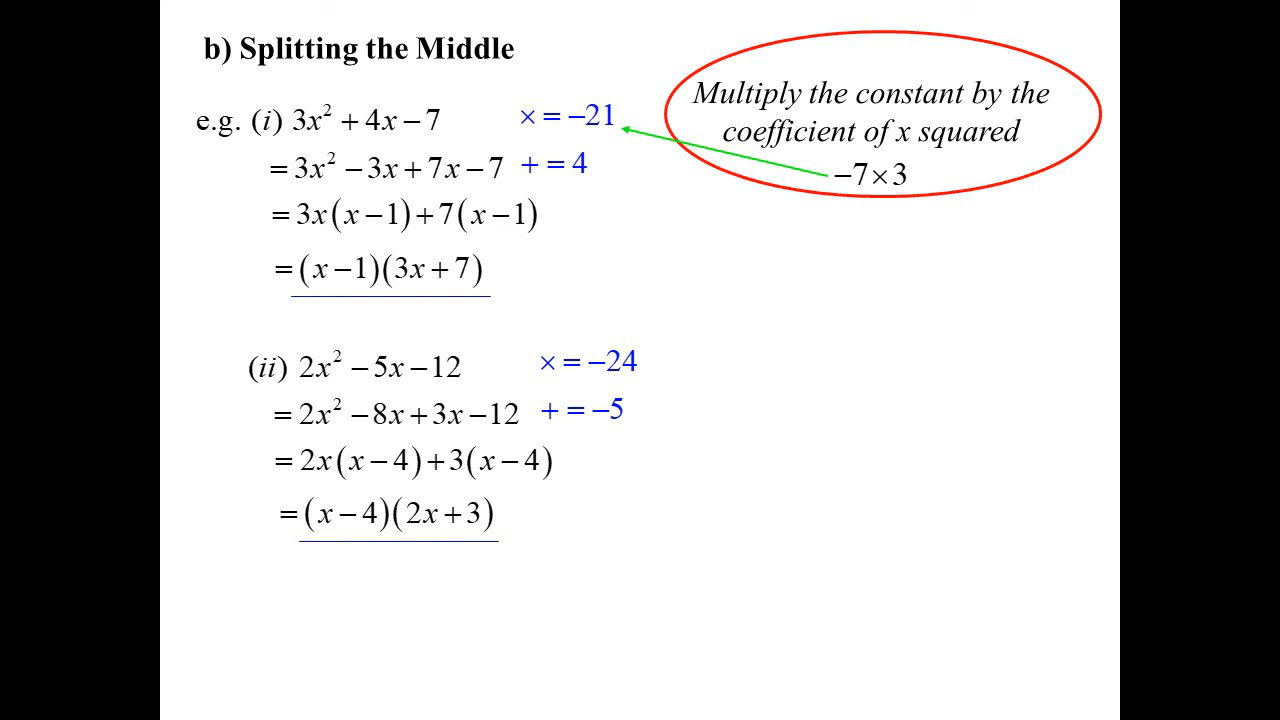 b) Splitting the Middle
Multiply the constant by the
coefficient of x squared
−7×3
e.g. (i) 3x² + 4x − 7    × = −21
= 3x² − 3x + 7x − 7    + = 4
= 3x(x − 1) + 7(x − 1)
= (x − 1)(3x + 7)
(ii) 2x² − 5x − 12    × = −24
= 2x² − 8x + 3x − 12    + = −5
= 2x(x − 4) + 3(x − 4)
= (x − 4)(2x + 3)